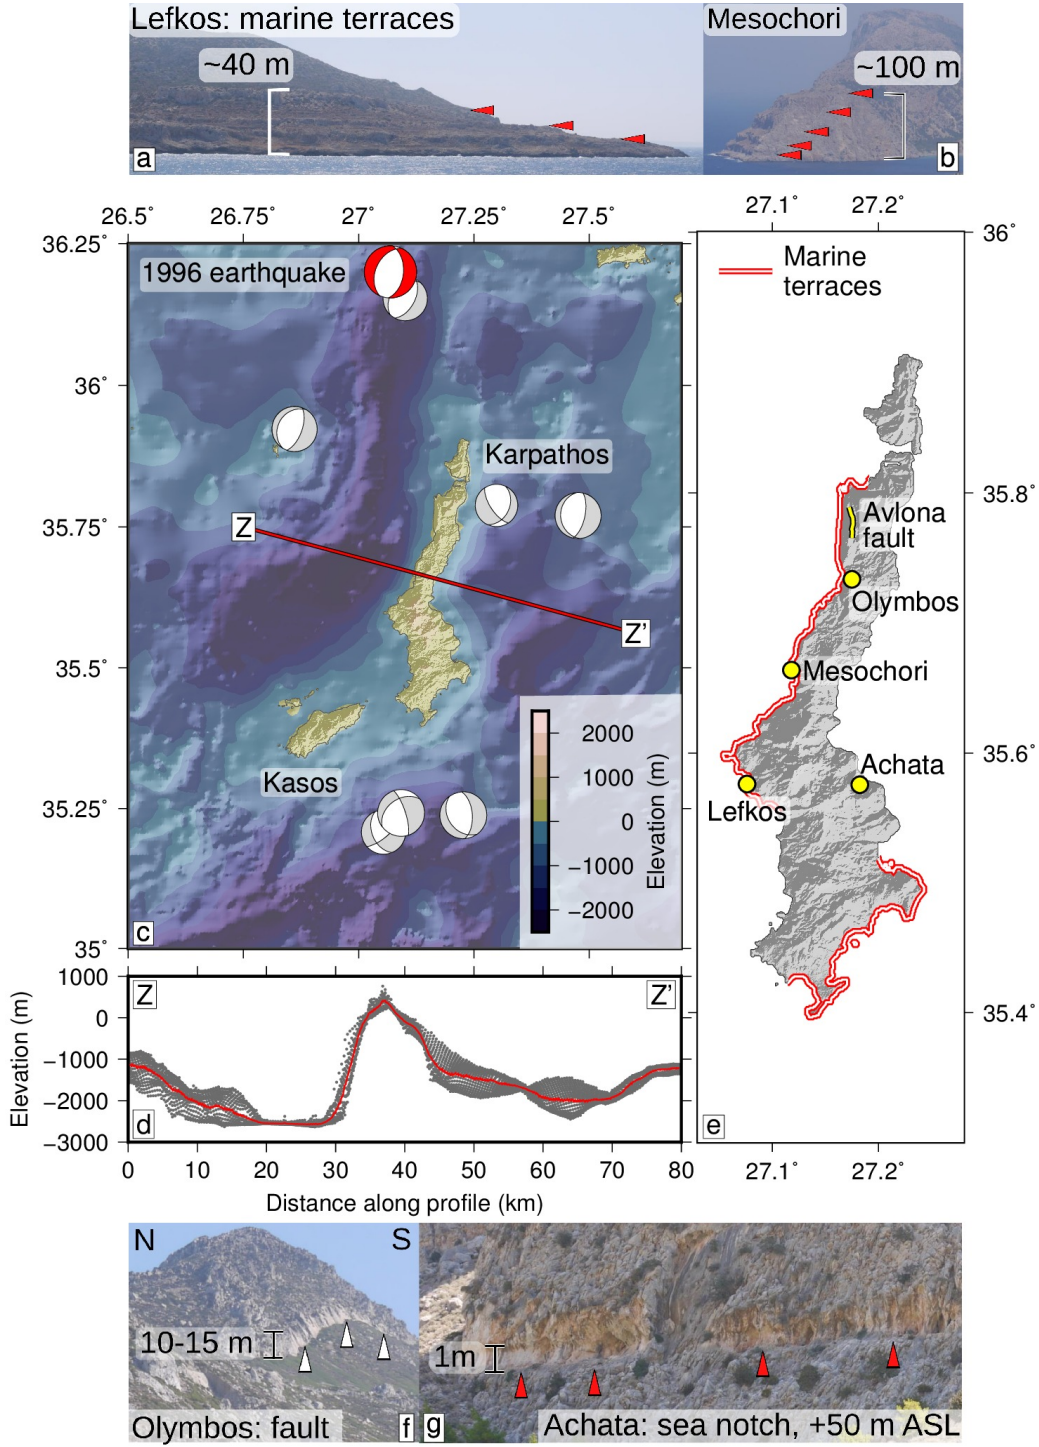 Lefkos: marine terraces
Mesochori
~40 m
~100 m
a
b
26.5˚ 26.75˚ 27˚ 27.25˚ 27.5˚
27.1˚ 27.2˚
36.25˚
36˚
35.75˚
35.5˚
35.25˚
35˚
1996 earthquake
Karpathos
Z
Z'
Kasos
2000
1000
0
−1000
−2000
Elevation (m)
c
Marine
terraces
36˚
35.8˚
35.6˚
35.4˚
Avlona
fault
Olymbos
Mesochori
Achata
Lefkos
e
27.1˚ 27.2˚
1000
0
−1000
−2000
−3000
Elevation (m)
Z
Z'
d
0 10 20 30 40 50 60 70 80
Distance along profile (km)
N
S
10-15 m
Olymbos: fault
f
1m
g
Achata: sea notch, +50 m ASL